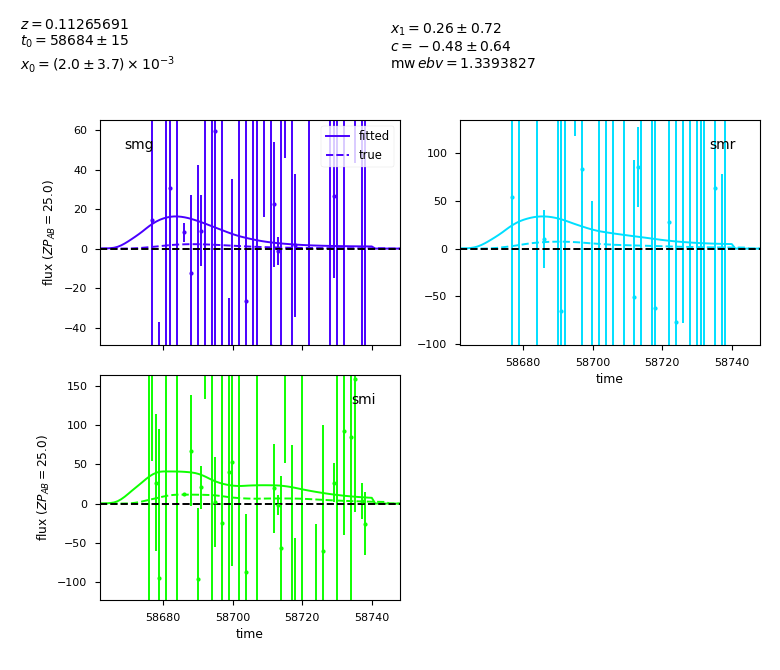 z = 0.11265691
t₀ = 58684 ± 15
x₀ = (2.0 ± 3.7) × 10⁻³
x₁ = 0.26 ± 0.72
c = −0.48 ± 0.64
mw ebv = 1.3393827
smg
fitted
true
60
40
20
0
−20
−40
flux (ZP_AB = 25.0)
smr
100
50
0
−50
−100
58680 58700 58720 58740
time
smi
150
100
50
0
−50
−100
flux (ZP_AB = 25.0)
58680 58700 58720 58740
time